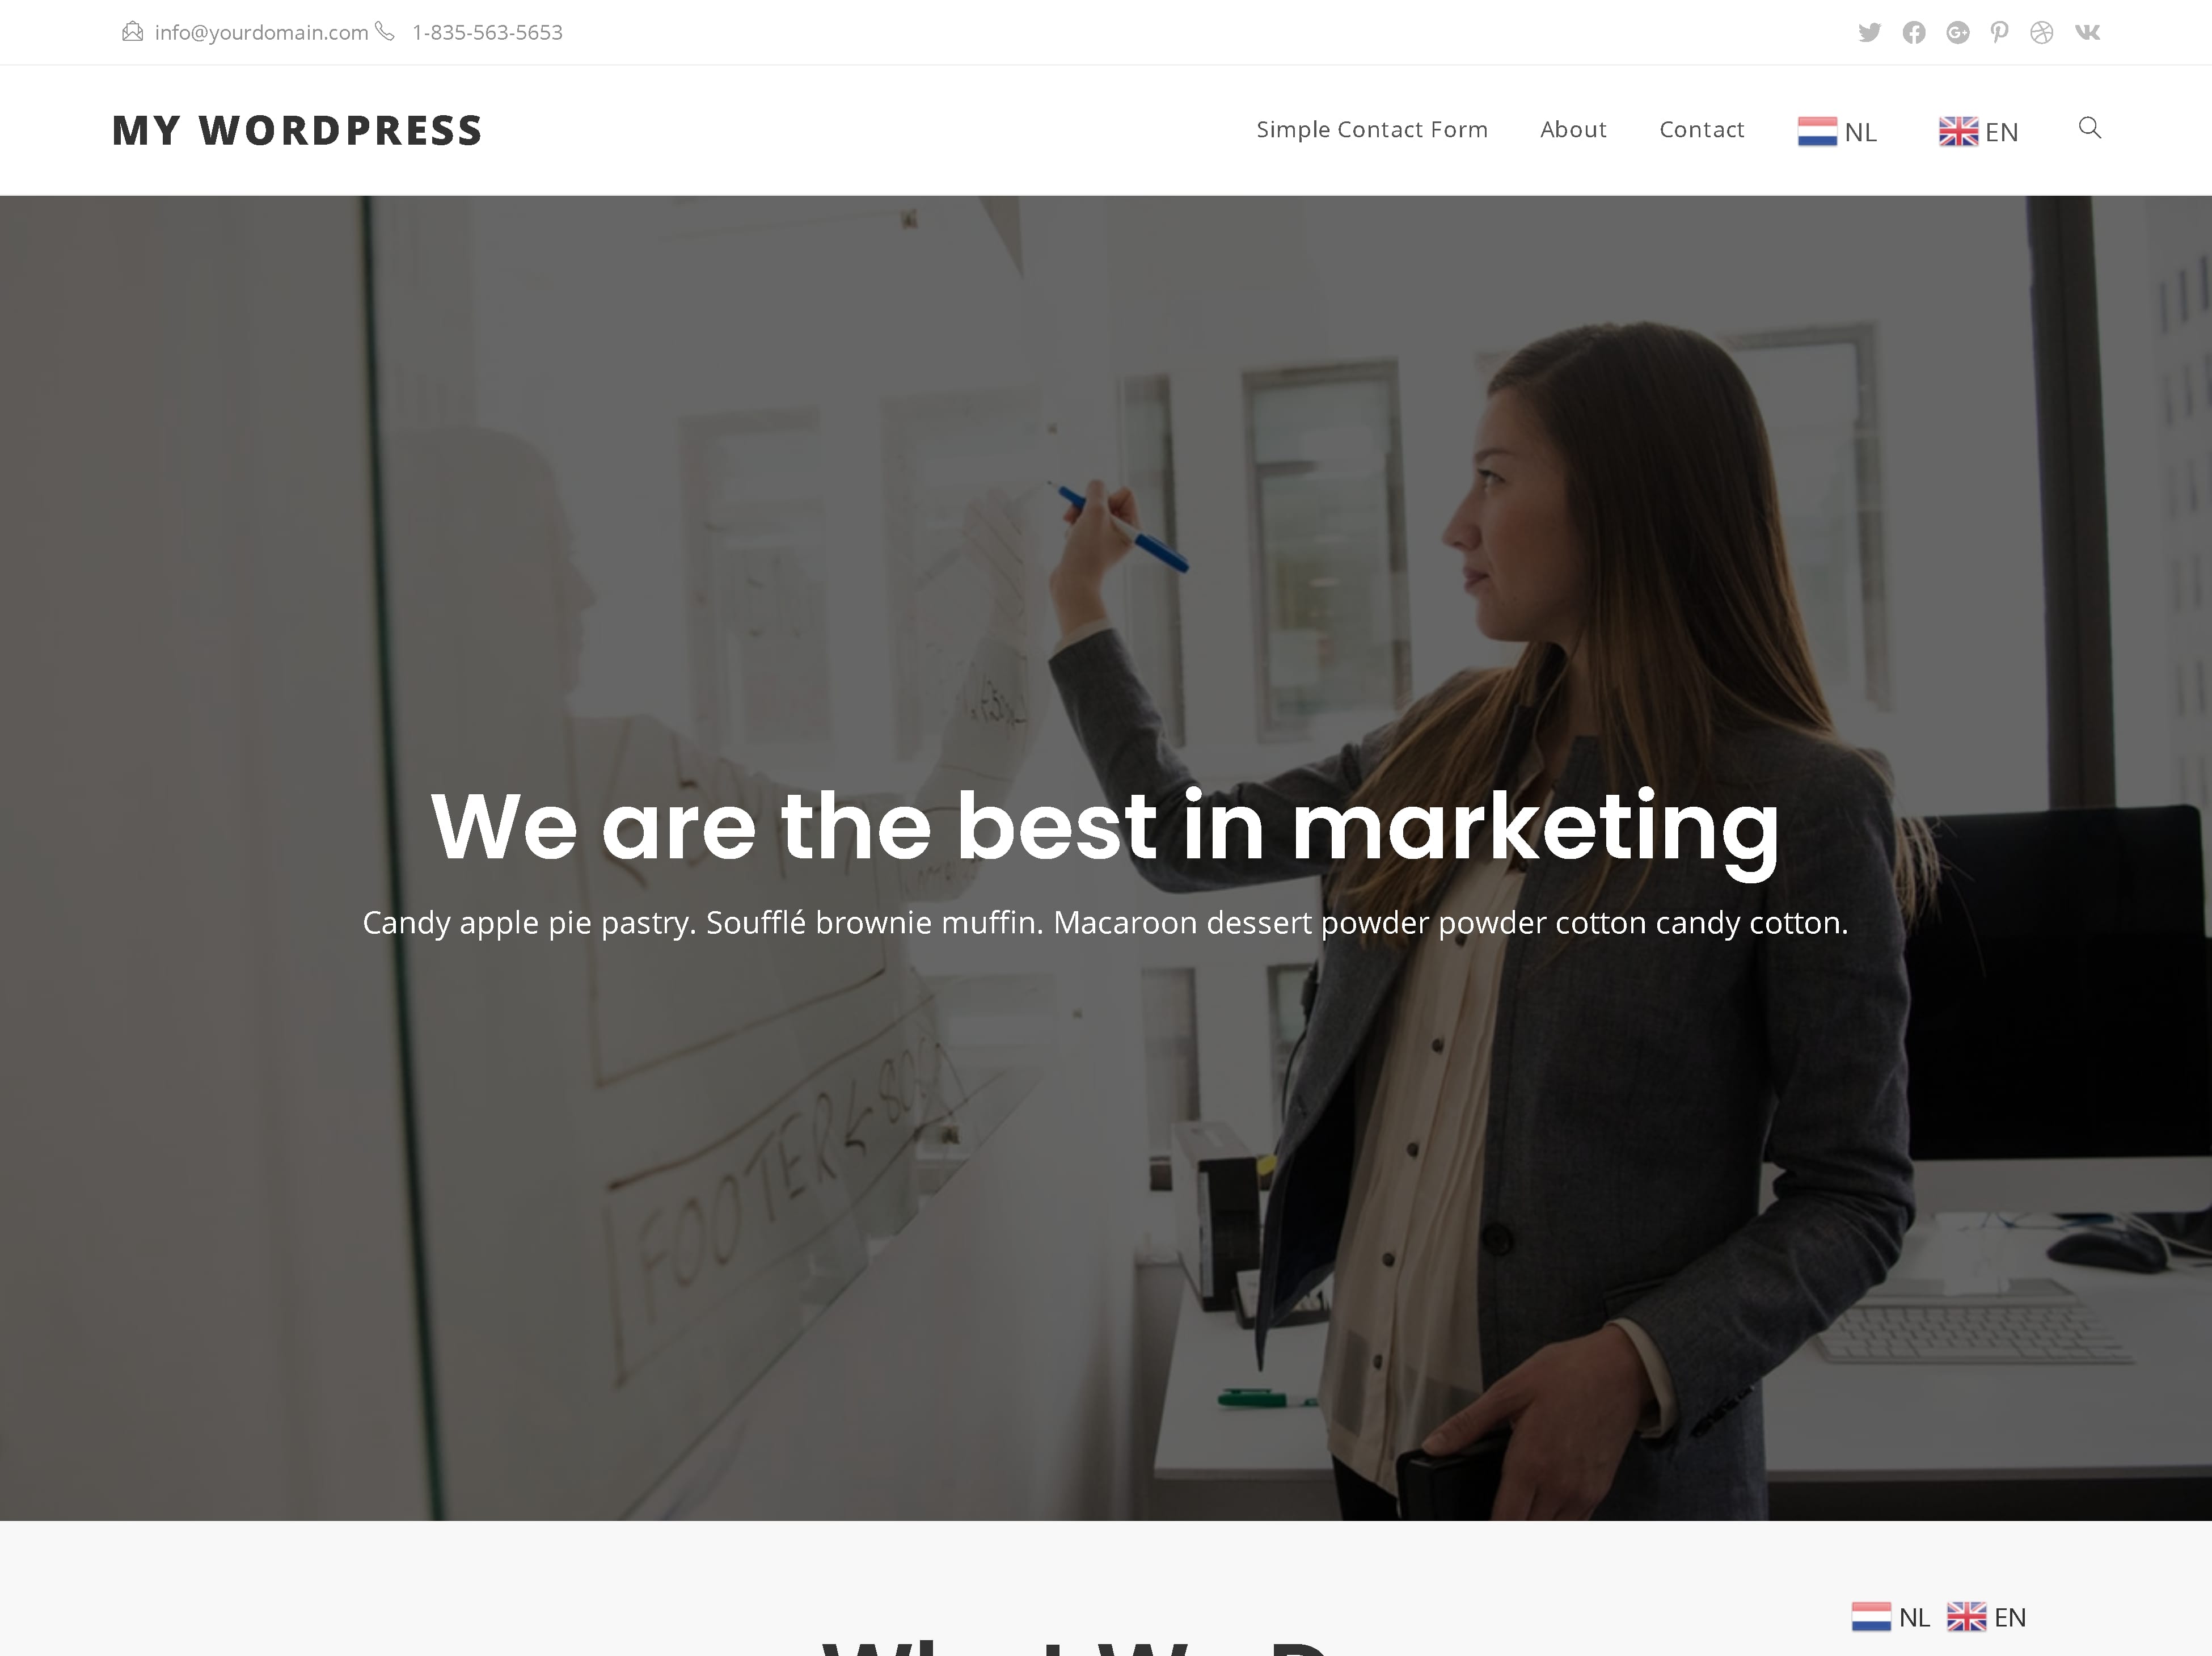 info@yourdomain.com 1-835-563-5653
MY WORDPRESS
Simple Contact Form About Contact NL EN
We are the best in marketing
Candy apple pie pastry. Soufflé brownie muffin. Macaroon dessert powder powder cotton candy cotton.
FOOTER
NL EN
What We D